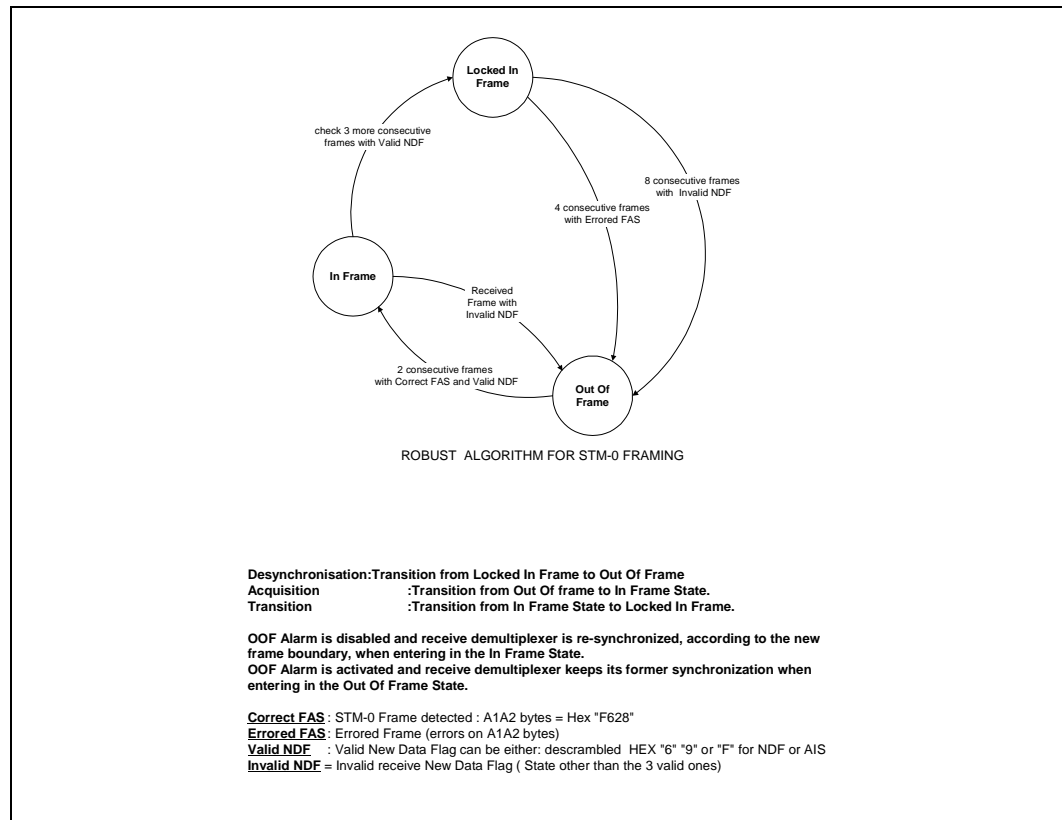 Locked In
Frame
check 3 more consecutive
frames with Valid NDF
8 consecutive frames
with Invalid NDF
4 consecutive frames
with Errored FAS
In Frame
Received
Frame with
Invalid NDF
2 consecutive frames
with Correct FAS and Valid NDF
Out Of
Frame
ROBUST ALGORITHM FOR STM-0 FRAMING
Desynchronisation:Transition from Locked In Frame to Out Of Frame
Acquisition :Transition from Out Of frame to In Frame State.
Transition :Transition from In Frame State to Locked In Frame.
OOF Alarm is disabled and receive demultiplexer is re-synchronized, according to the new
frame boundary, when entering in the In Frame State.
OOF Alarm is activated and receive demultiplexer keeps its former synchronization when
entering in the Out Of Frame State.
Correct FAS : STM-0 Frame detected : A1A2 bytes = Hex "F628"
Errored FAS : Errored Frame (errors on A1A2 bytes)
Valid NDF : Valid New Data Flag can be either: descrambled HEX "6" "9" or "F" for NDF or AIS
Invalid NDF = Invalid receive New Data Flag ( State other than the 3 valid ones)